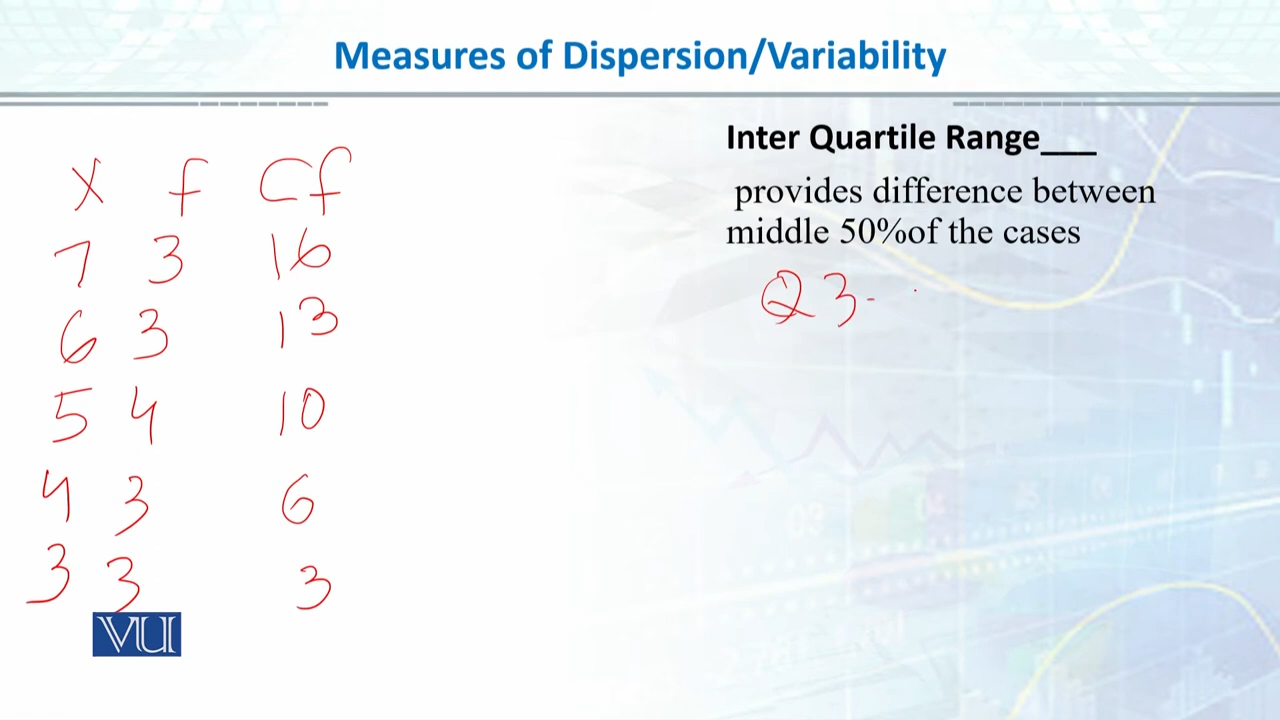 Measures of Dispersion/Variability
Inter Quartile Range___
provides difference between
middle 50%of the cases
Q3-
X f Cf
7 3 16
6 3 13
5 4 10
4 3 6
3 3 3
VU